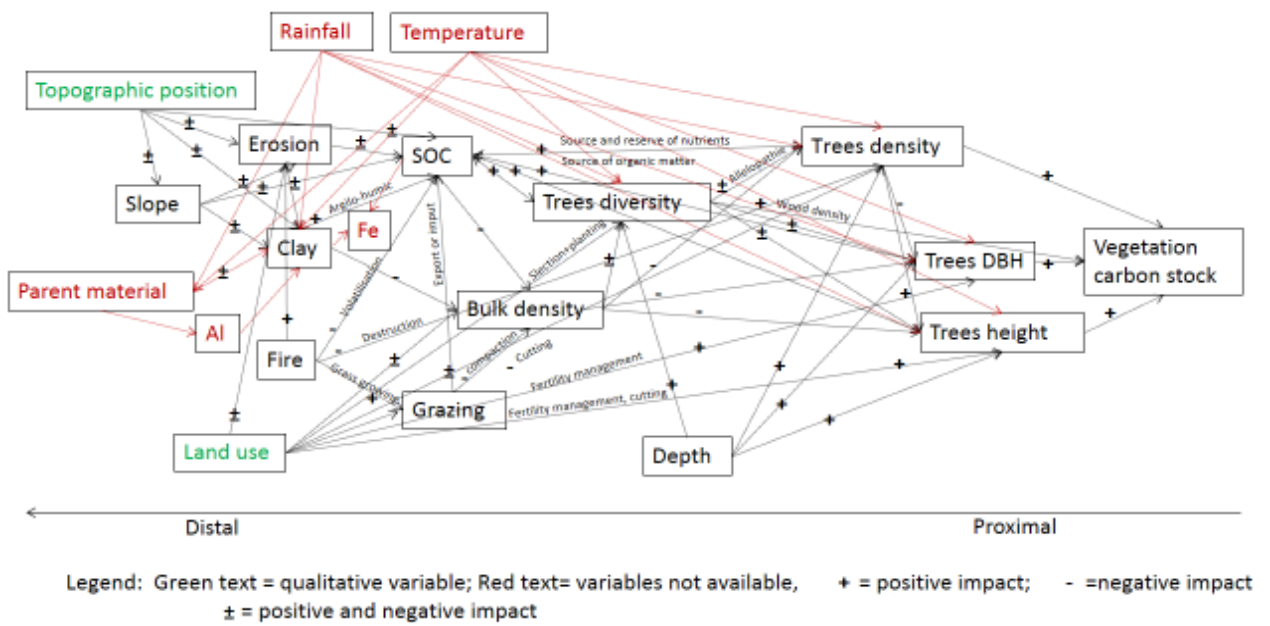 Rainfall
Temperature
Topographic position
Erosion
SOC
Source and reserve of nutrients
Source of organic matter
Allelopathie
Trees density
Slope
Argilo-humic
Fe
Trees diversity
Wood density
Clay
Export or imput
Slection+planting
Trees DBH
Vegetation
carbon stock
Parent material
Al
Volatilisation
Bulk density
Trees height
Destruction
Fire
compaction
Cutting
Grass growing
Fertility management
Grazing
Fertility management, cutting
Land use
Depth
+
-
±
Distal
Proximal
Legend: Green text = qualitative variable; Red text= variables not available, + = positive impact; - =negative impact
± = positive and negative impact